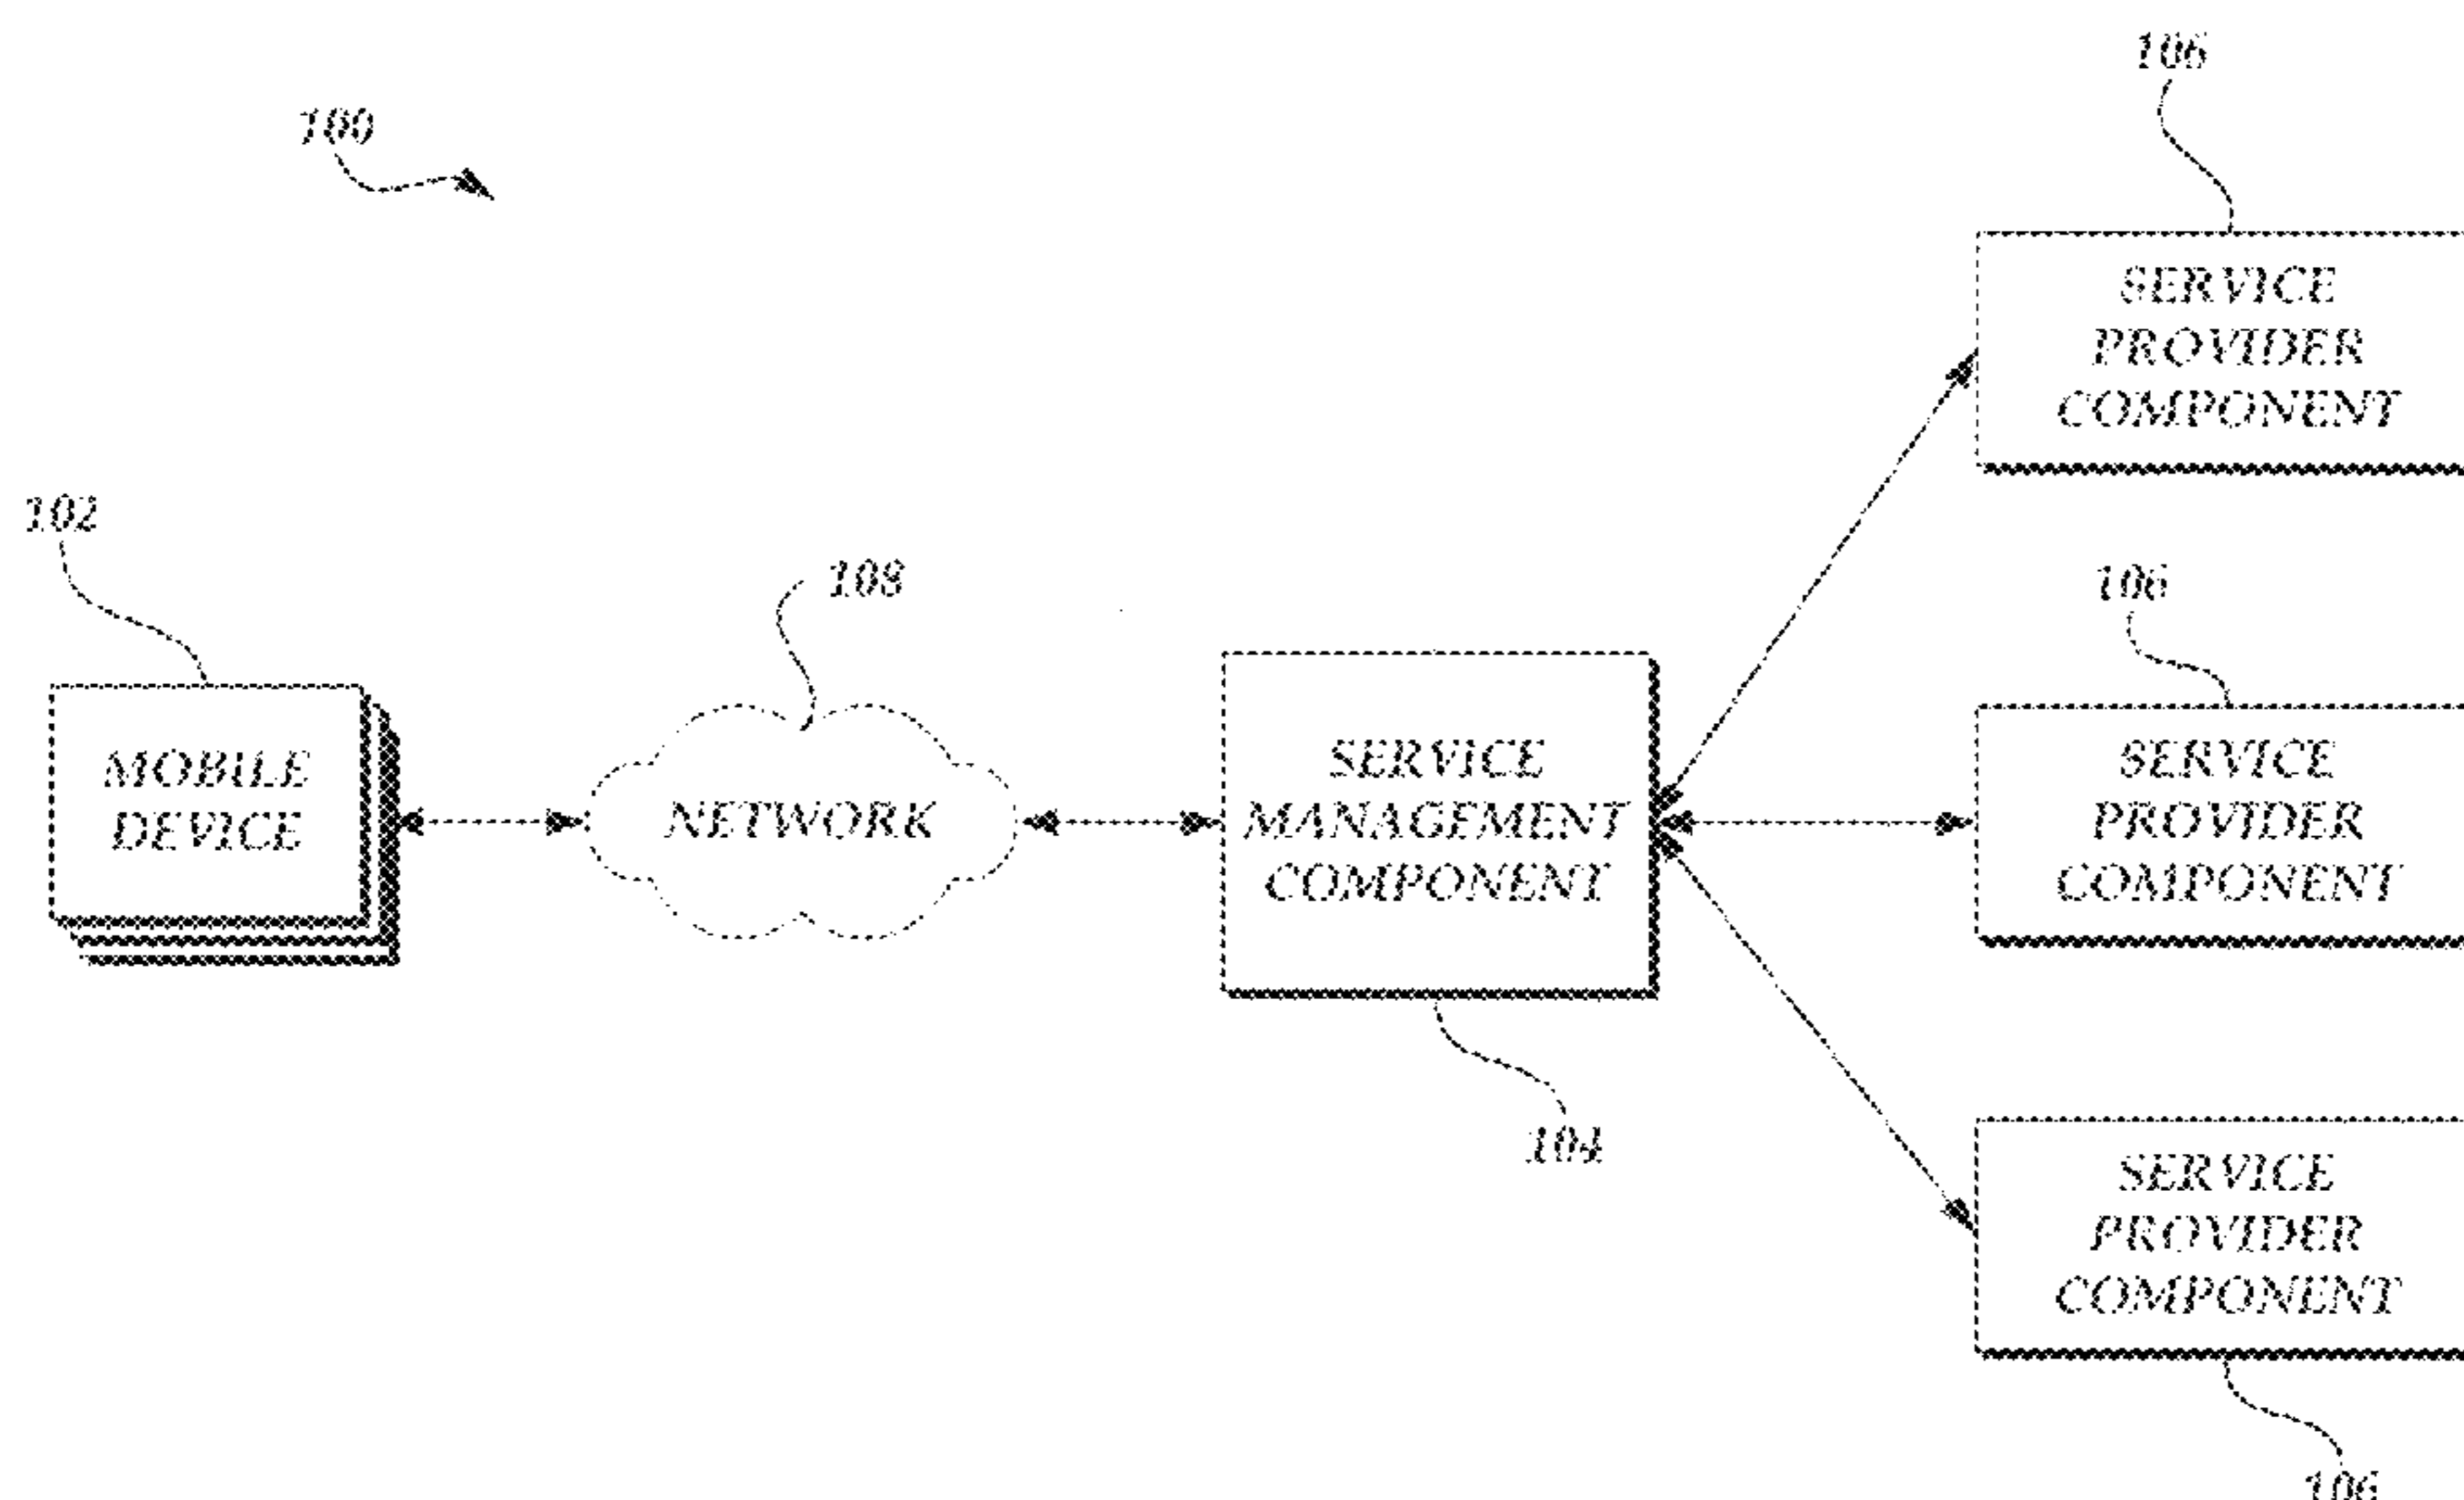 106
100
SERVICE
PROVIDER
COMPONENT
102
108
106
MOBILE
DEVICE
NETWORK
SERVICE
MANAGEMENT
COMPONENT
SERVICE
PROVIDER
COMPONENT
104
SERVICE
PROVIDER
COMPONENT
106